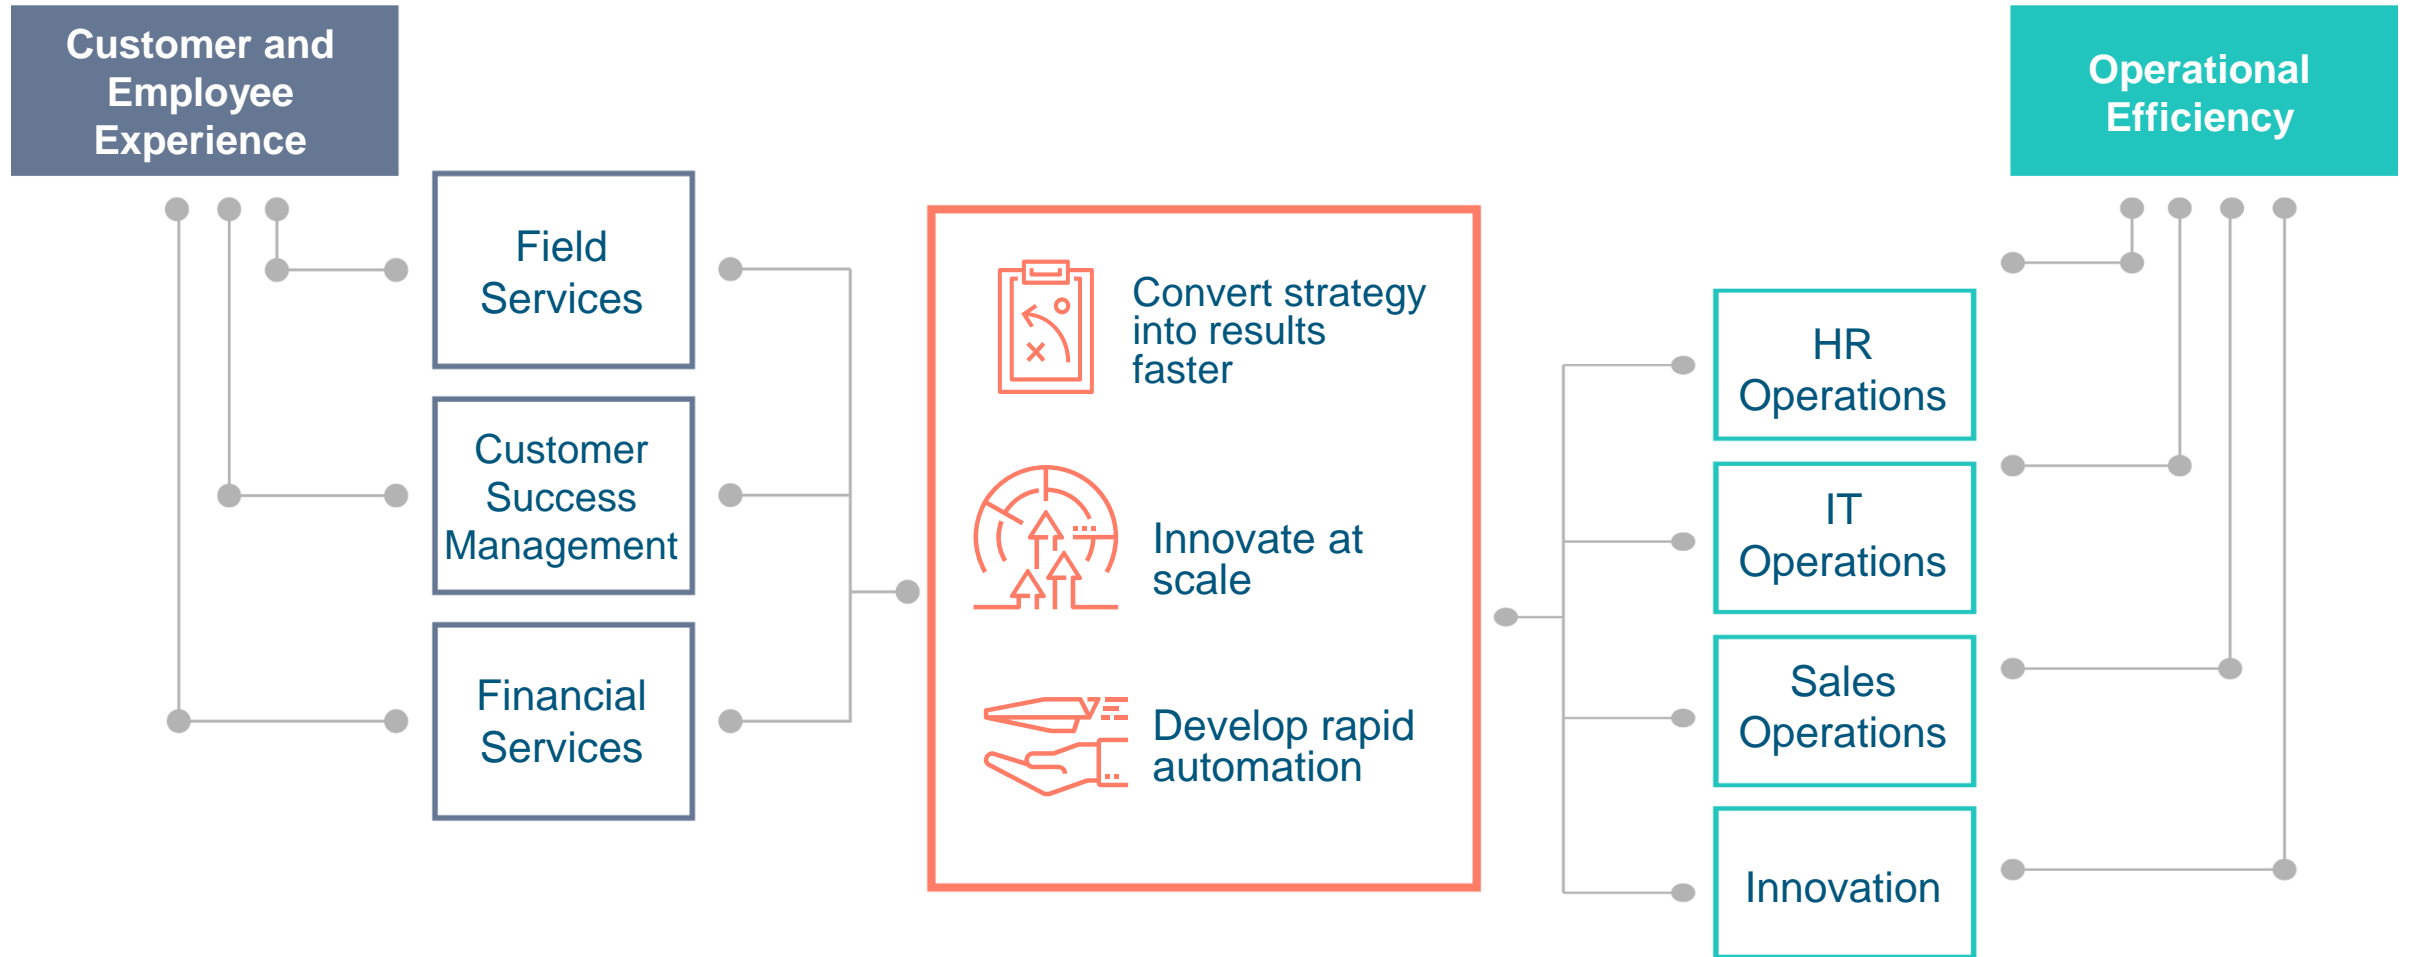 Customer and
Employee
Experience
Field
Services
Customer
Success
Management
Financial
Services
Convert strategy
into results
faster
Innovate at
scale
Develop rapid
automation
Operational
Efficiency
HR
Operations
IT
Operations
Sales
Operations
Innovation